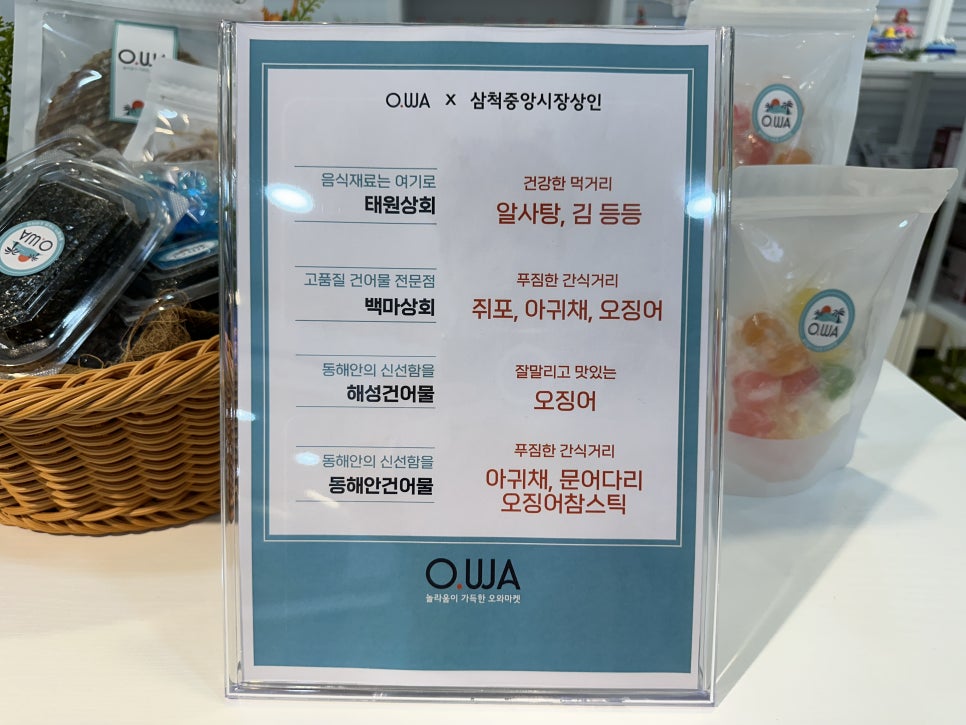 O.WA x 삼척중앙시장상인
음식재료는 여기로
태원상회
건강한 먹거리
알사탕, 김 등등
고품질 건어물 전문점
백마상회
푸짐한 간식거리
쥐포, 아귀채, 오징어
동해안의 신선함을
해성건어물
잘말리고 맛있는
오징어
동해안의 신선함을
동해안건어물
푸짐한 간식거리
아귀채, 문어다리
오징어참스틱
O.WA
놀라움이 가득한 오와마켓
O.WA
O.WA
O.WA
O.WA